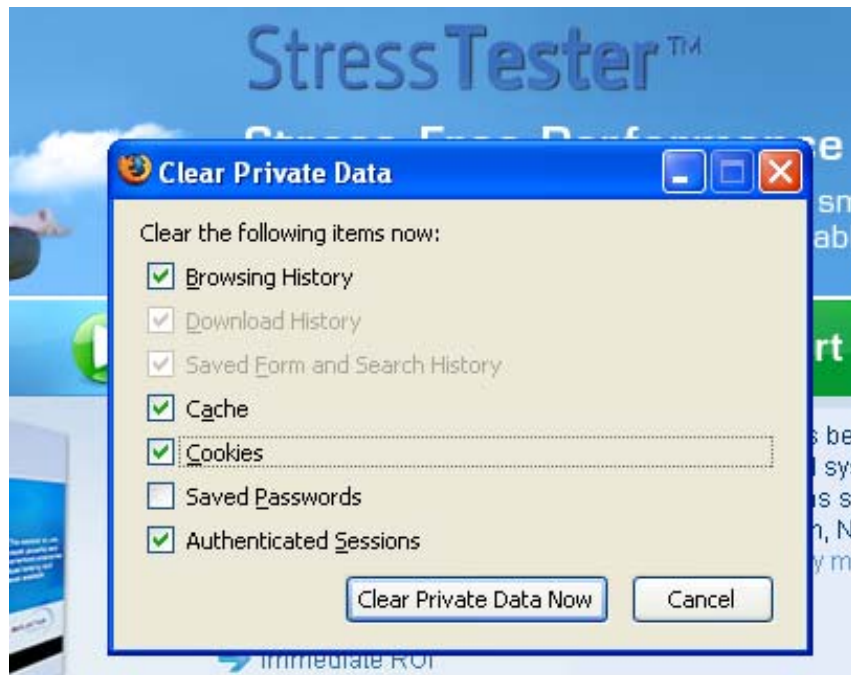 StressTester™
Clear Private Data
Clear the following items now:
Browsing History
Download History
Saved Form and Search History
Cache
Cookies
Saved Passwords
Authenticated Sessions
Clear Private Data Now
Cancel
Immediate ROI